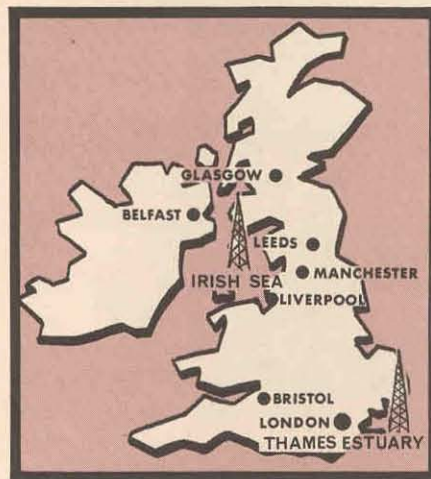 GLASGOW
BELFAST
LEEDS
MANCHESTER
IRISH SEA
LIVERPOOL
BRISTOL
LONDON
THAMES ESTUARY